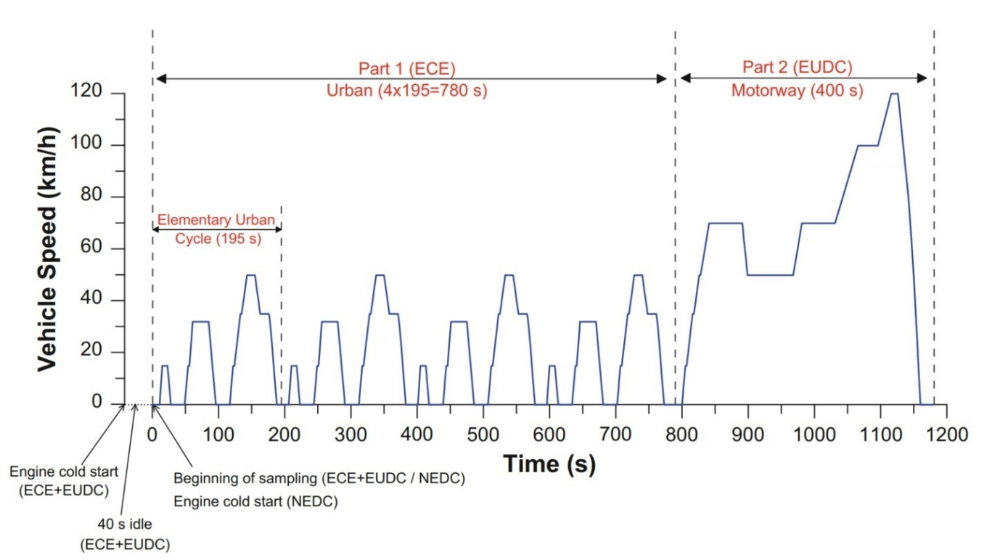 Part 1 (ECE)
Urban (4x195=780 s)
Part 2 (EUDC)
Motorway (400 s)
Elementary Urban
Cycle (195 s)
Vehicle Speed (km/h)
120
100
80
60
40
20
0
0 100 200 300 400 500 600 700 800 900 1000 1100 1200
Time (s)
Engine cold start
(ECE+EUDC)
40 s idle
(ECE+EUDC)
Beginning of sampling (ECE+EUDC / NEDC)
Engine cold start (NEDC)